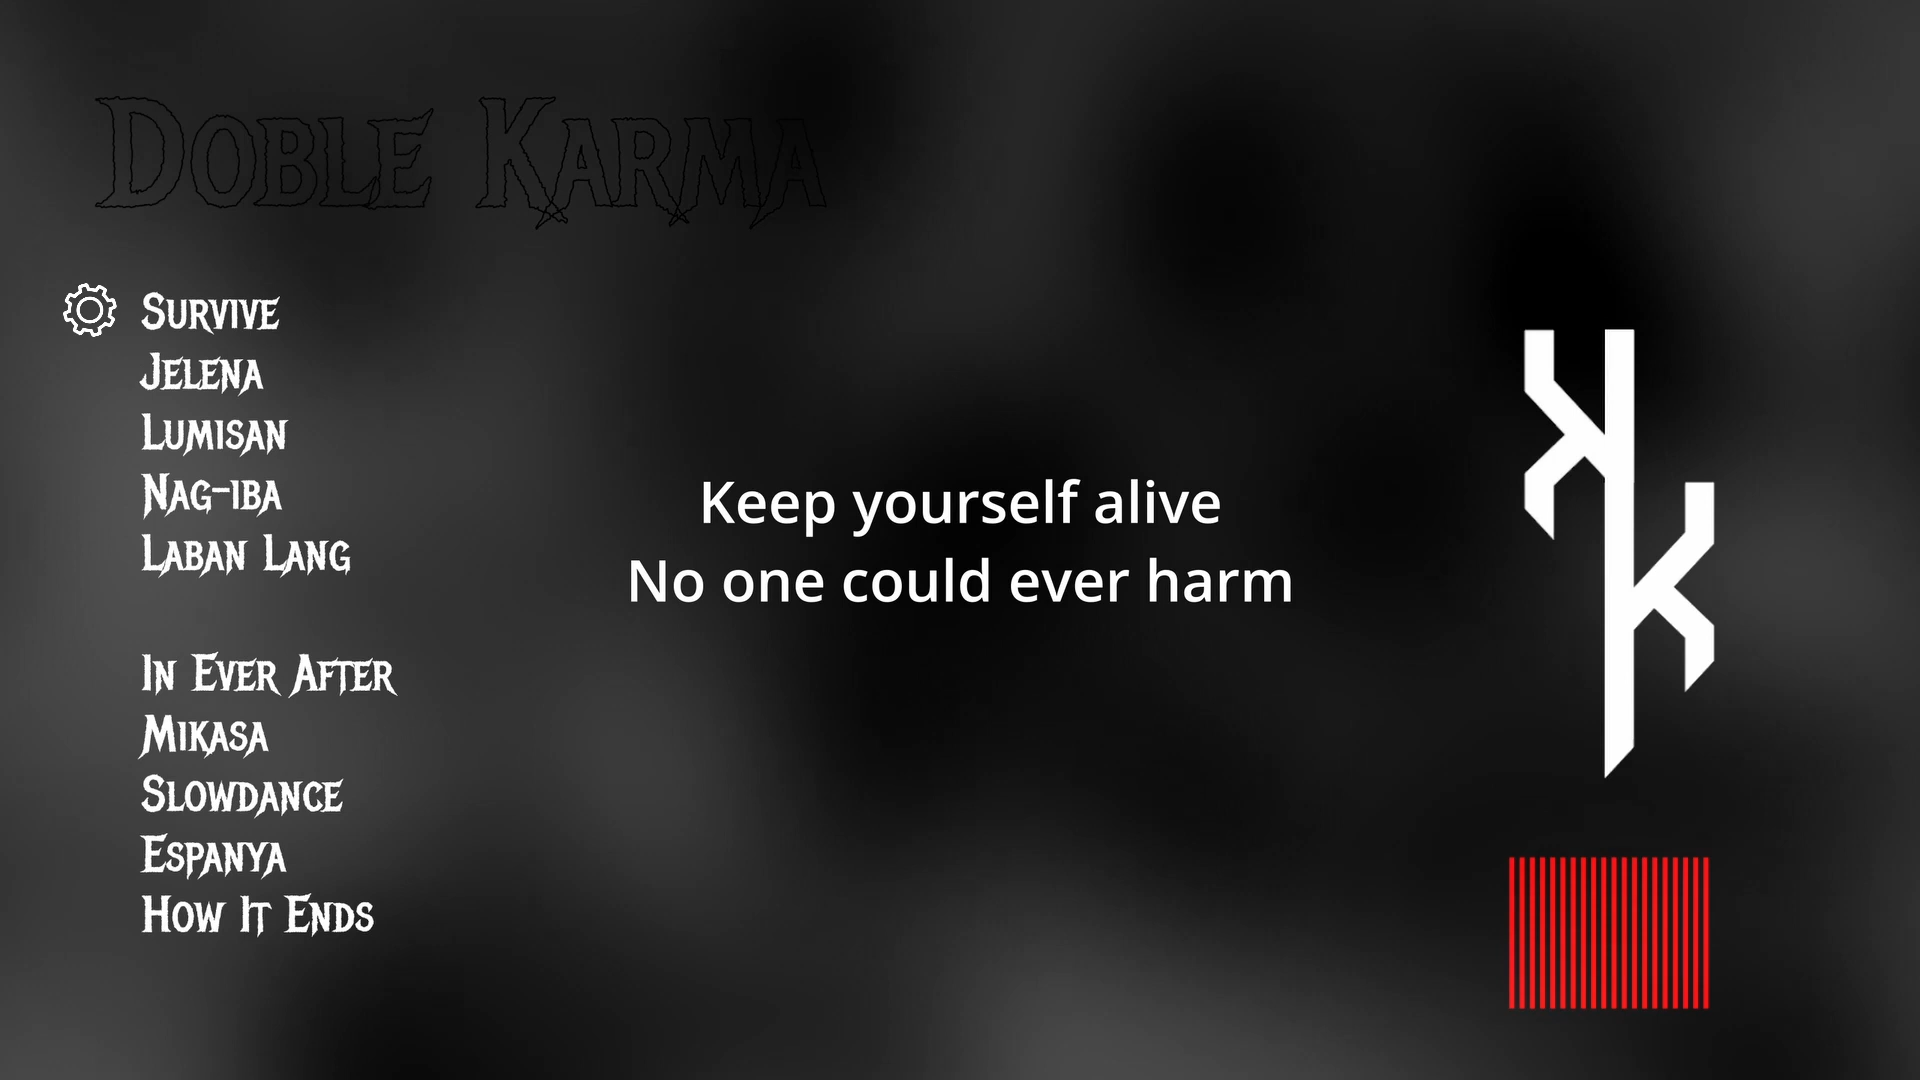 Doble Karma
Survive
Jelena
Lumisan
Nag-iba
Laban Lang
In Ever After
Mikasa
Slowdance
Espanya
How It Ends
Keep yourself alive
No one could ever harm